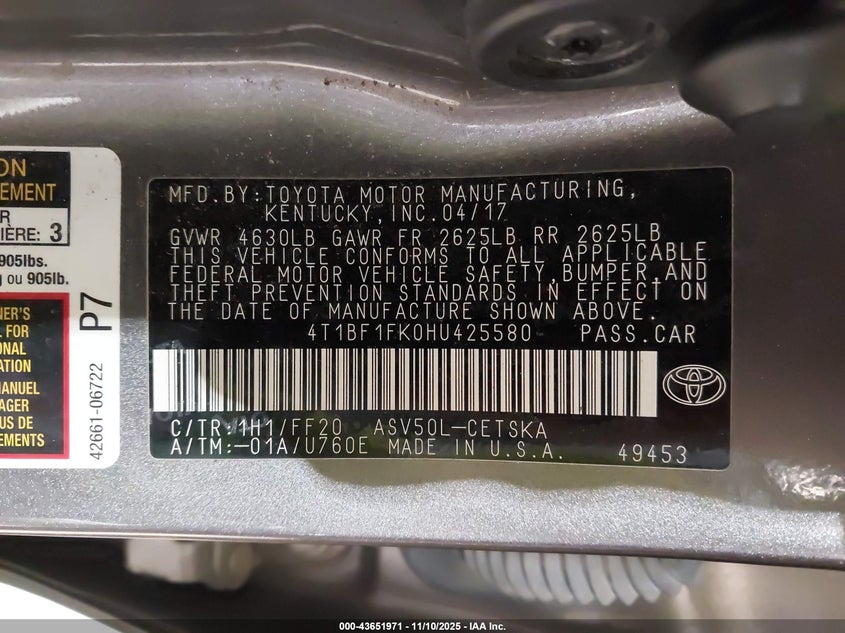 ON
EMENT
R
IÈRE: 3
905lbs.
g ou 905lb.
NER'S
L FOR
ONAL
ATION
MANUEL
AGER
PLUS
P7
42661-06722
MFD.BY:TOYOTA MOTOR MANUFACTURING,
KENTUCKY,INC.04/17
GVWR 4630LB GAWR FR 2625LB RR 2625LB
THIS VEHICLE CONFORMS TO ALL APPLICABLE
FEDERAL MOTOR VEHICLE SAFETY,BUMPER,AND
THEFT PREVENTION STANDARDS IN EFFECT ON
THE DATE OF MANUFACTURE SHOWN ABOVE.
4T1BF1FK0HU425580 PASS.CAR
C/TR:1H1/FF20 ASV50L-CETSKA
A/TM:-01A/U760E MADE IN U.S.A. 49453
000-43651971 - 11/10/2025 - IAA Inc.